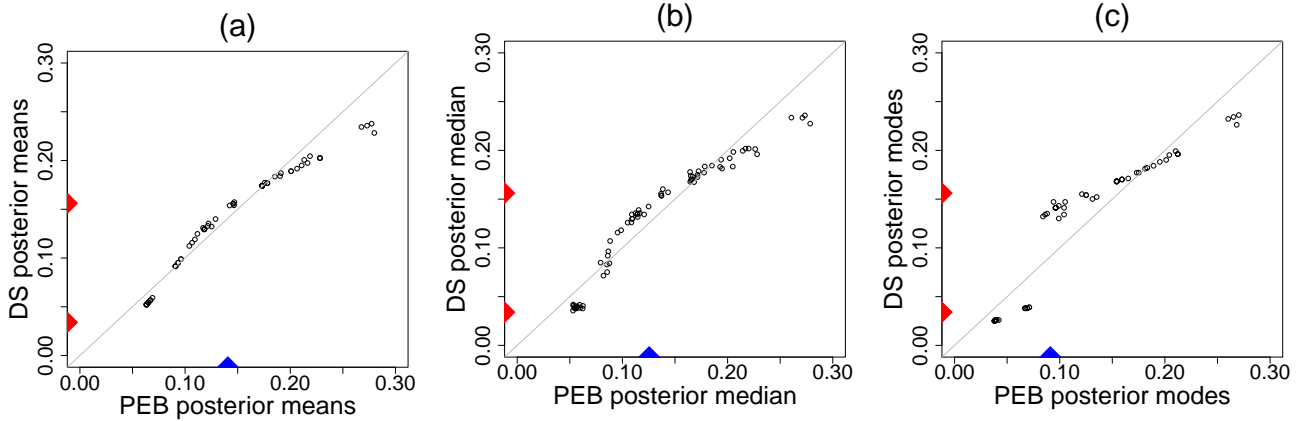 (a)
DS posterior means
0.00 0.10 0.20 0.30
0.00 0.10 0.20 0.30
PEB posterior means
(b)
DS posterior median
0.00 0.10 0.20 0.30
0.00 0.10 0.20 0.30
PEB posterior median
(c)
DS posterior modes
0.00 0.10 0.20 0.30
0.00 0.10 0.20 0.30
PEB posterior modes